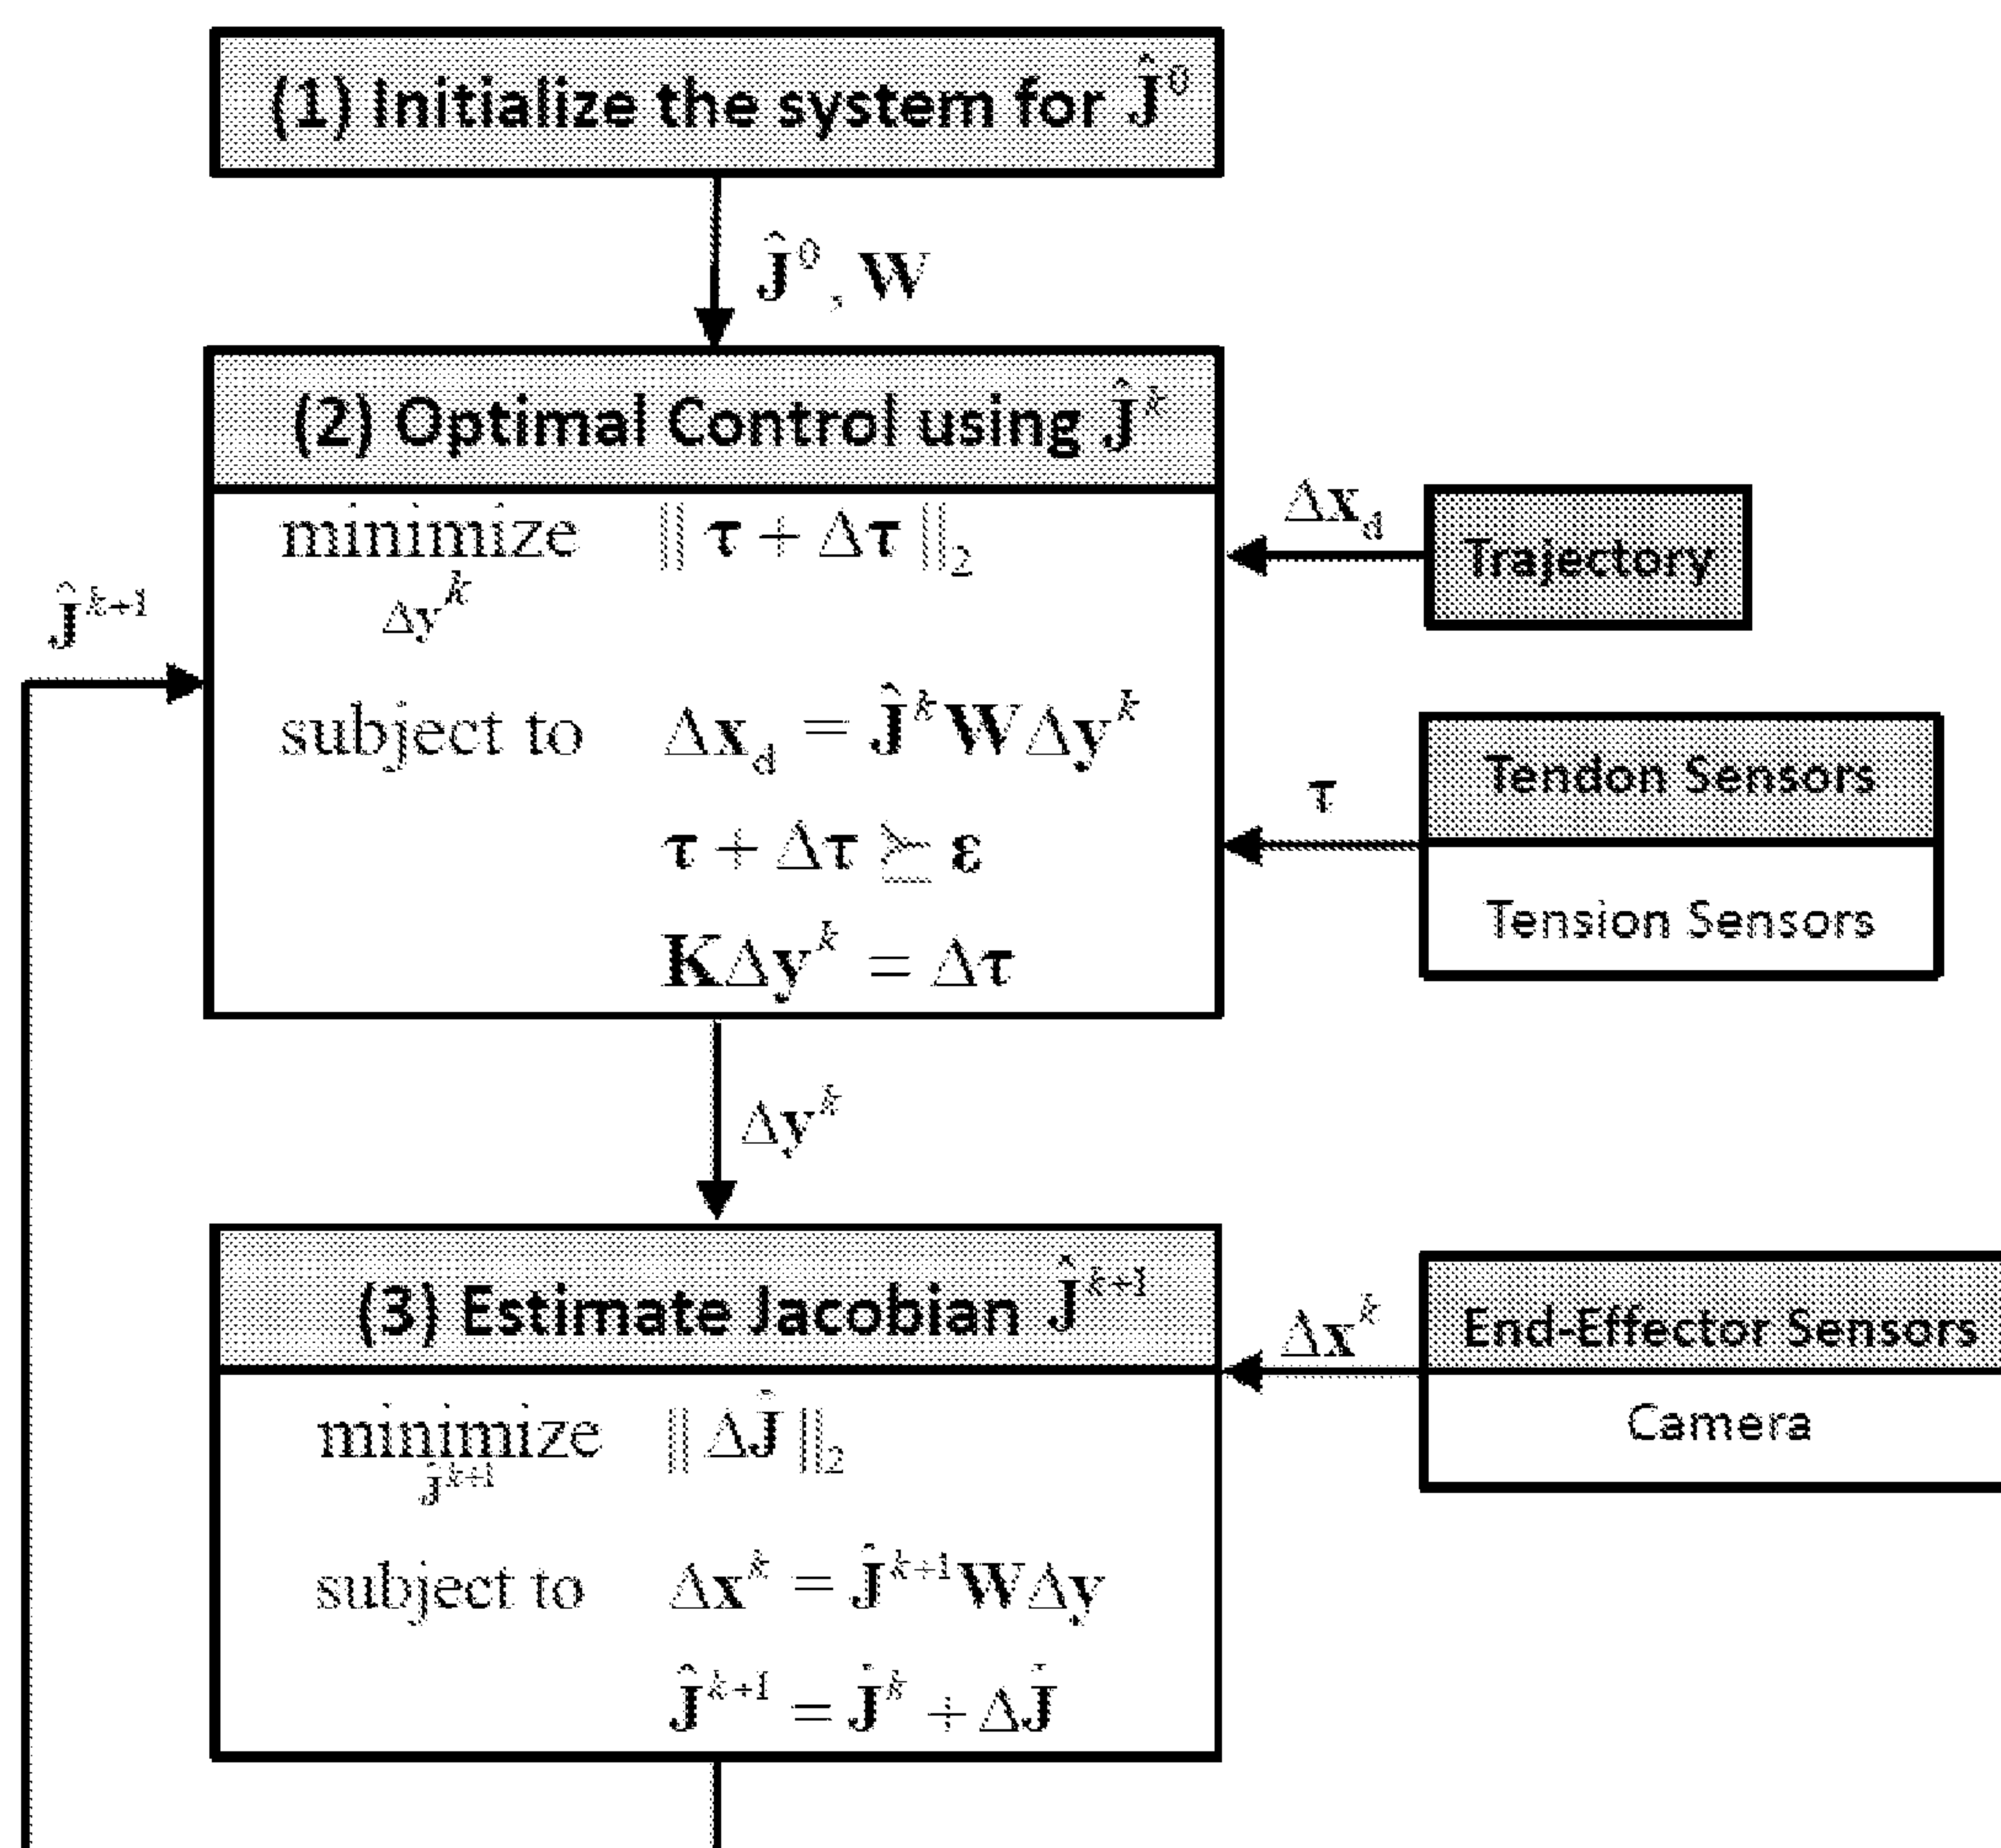 (1) Initialize the system for Ĵ⁰
Ĵ⁰, W
(2) Optimal Control using Ĵᵏ
minimize ‖ τ + Δτ ‖₂
Δyᵏ
subject to Δx_d = ĴᵏWΔyᵏ
τ + Δτ ⪰ ε
KΔyᵏ = Δτ
Δx_d
Trajectory
τ
Tendon Sensors
Tension Sensors
Ĵᵏ⁺¹
Δyᵏ
(3) Estimate Jacobian Ĵᵏ⁺¹
minimize ‖ ΔĴ ‖₂
Ĵᵏ⁺¹
subject to Δxᵏ = Ĵᵏ⁺¹WΔy
Ĵᵏ⁺¹ = Ĵᵏ + ΔĴ
Δxᵏ
End-Effector Sensors
Camera